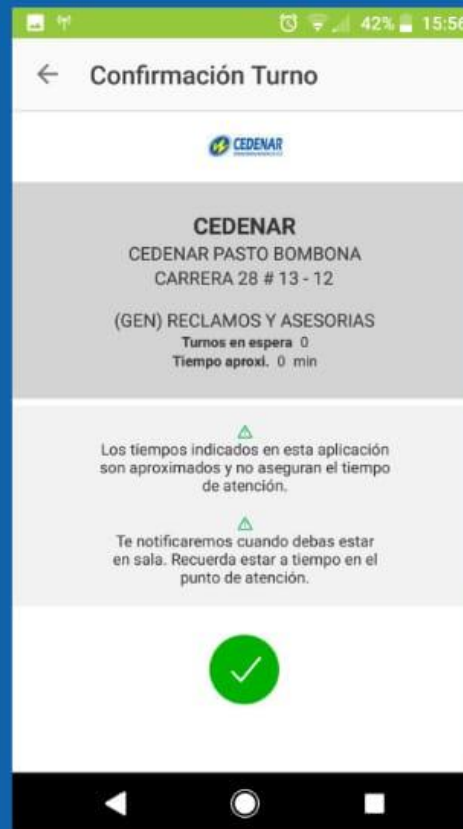 42% 15:56
Confirmación Turno
CEDENAR
CEDENAR
CEDENAR PASTO BOMBONA
CARRERA 28 # 13 - 12
(GEN) RECLAMOS Y ASESORIAS
Turnos en espera 0
Tiempo aproxi. 0 min
Los tiempos indicados en esta aplicación
son aproximados y no aseguran el tiempo
de atención.
Te notificaremos cuando debas estar
en sala. Recuerda estar a tiempo en el
punto de atención.